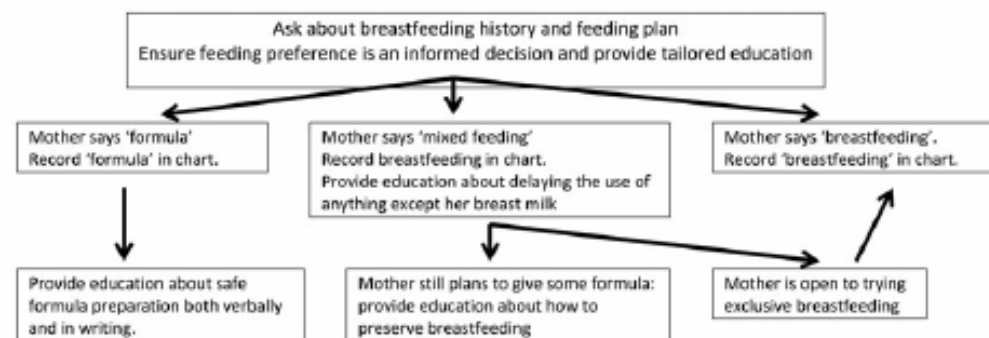 Ask about breastfeeding history and feeding plan
Ensure feeding preference is an informed decision and provide tailored education
Mother says 'formula'
Record 'formula' in chart.
Mother says 'mixed feeding'
Record breastfeeding in chart.
Provide education about delaying the use of
anything except her breast milk
Mother says 'breastfeeding'.
Record 'breastfeeding' in chart.
Provide education about safe
formula preparation both verbally
and in writing.
Mother still plans to give some formula:
provide education about how to
preserve breastfeeding
Mother is open to trying
exclusive breastfeeding